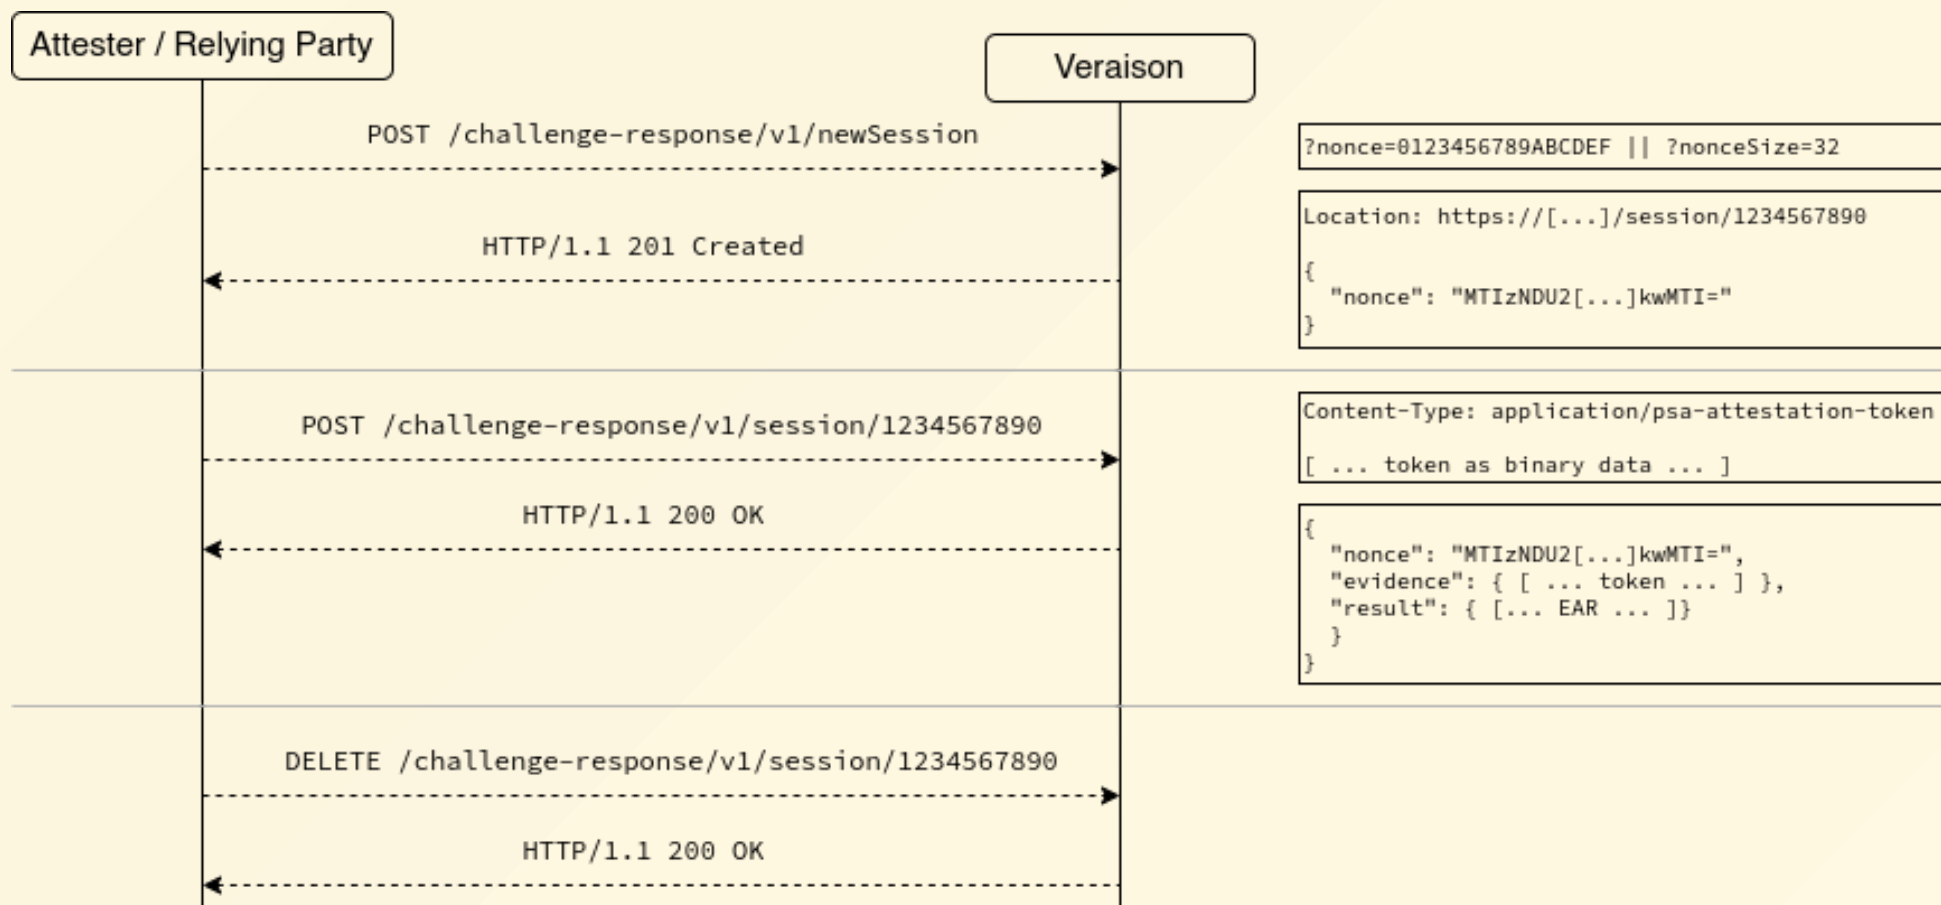 Attester / Relying Party
Veraison
POST /challenge-response/v1/newSession
?nonce=0123456789ABCDEF || ?nonceSize=32
HTTP/1.1 201 Created
Location: https://[...]/session/1234567890
{
"nonce": "MTIzNDU2[...]kwMTI="
}
POST /challenge-response/v1/session/1234567890
Content-Type: application/psa-attestation-token
[ ... token as binary data ... ]
HTTP/1.1 200 OK
{
"nonce": "MTIzNDU2[...]kwMTI=",
"evidence": { [ ... token ... ] },
"result": { [... EAR ... ]}
}
}
DELETE /challenge-response/v1/session/1234567890
HTTP/1.1 200 OK